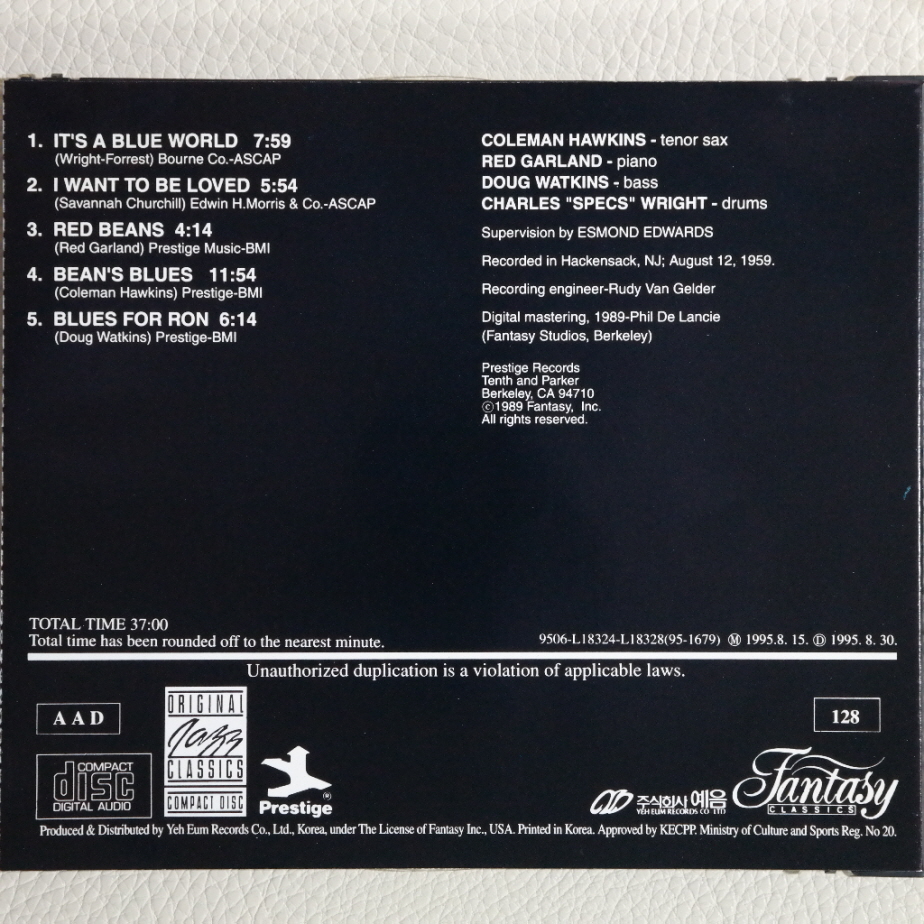 1. IT'S A BLUE WORLD 7:59
(Wright-Forrest) Bourne Co.-ASCAP
2. I WANT TO BE LOVED 5:54
(Savannah Churchill) Edwin H.Morris & Co.-ASCAP
3. RED BEANS 4:14
(Red Garland) Prestige Music-BMI
4. BEAN'S BLUES 11:54
(Coleman Hawkins) Prestige-BMI
5. BLUES FOR RON 6:14
(Doug Watkins) Prestige-BMI
COLEMAN HAWKINS - tenor sax
RED GARLAND - piano
DOUG WATKINS - bass
CHARLES "SPECS" WRIGHT - drums
Supervision by ESMOND EDWARDS
Recorded in Hackensack, NJ; August 12, 1959.
Recording engineer-Rudy Van Gelder
Digital mastering, 1989-Phil De Lancie
(Fantasy Studios, Berkeley)
Prestige Records
Tenth and Parker
Berkeley, CA 94710
ⓒ1989 Fantasy, Inc.
All rights reserved.
TOTAL TIME 37:00
Total time has been rounded off to the nearest minute.
9506-L18324-L18328(95-1679) Ⓜ 1995.8. 15. Ⓓ 1995. 8. 30.
Unauthorized duplication is a violation of applicable laws.
A A D
COMPACT
disc
DIGITAL AUDIO
ORIGINAL
Jazz
CLASSICS
COMPACT DISC
Prestige ®
128
주식회사 예음
YEH EUM RECORDS CO. LTD
Fantasy
CLASSICS
Produced & Distributed by Yeh Eum Records Co., Ltd., Korea, under The License of Fantasy Inc., USA. Printed in Korea. Approved by KECPP. Ministry of Culture and Sports Reg. No 20.